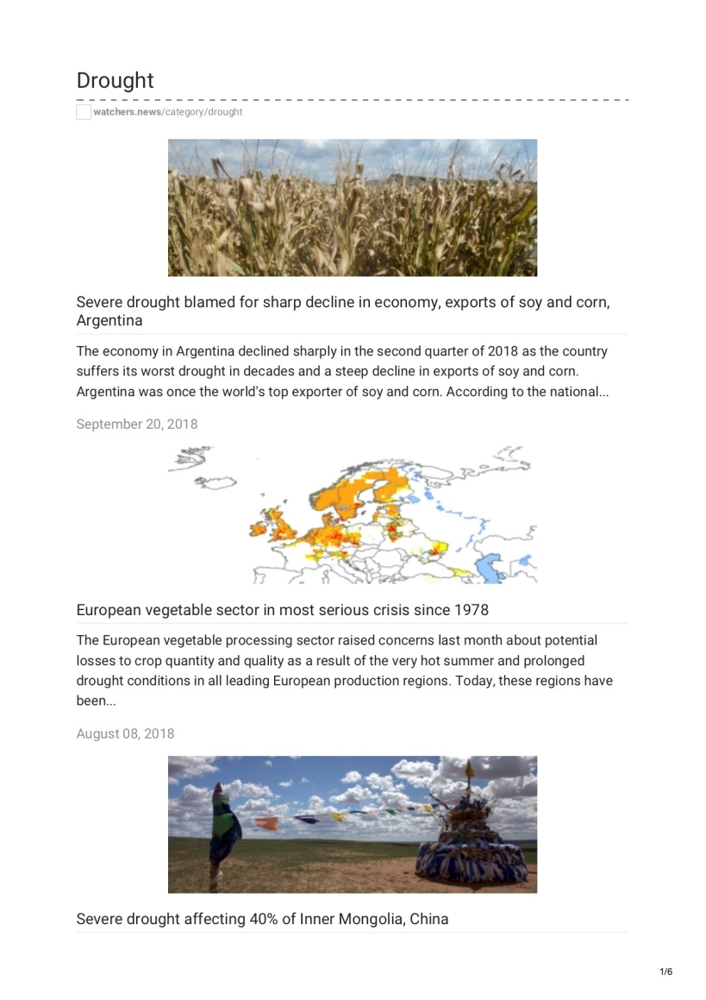 Drought
watchers.news/category/drought
Severe drought blamed for sharp decline in economy, exports of soy and corn,
Argentina
The economy in Argentina declined sharply in the second quarter of 2018 as the country
suffers its worst drought in decades and a steep decline in exports of soy and corn.
Argentina was once the world's top exporter of soy and corn. According to the national...
September 20, 2018
European vegetable sector in most serious crisis since 1978
The European vegetable processing sector raised concerns last month about potential
losses to crop quantity and quality as a result of the very hot summer and prolonged
drought conditions in all leading European production regions. Today, these regions have
been...
August 08, 2018
Severe drought affecting 40% of Inner Mongolia, China
1/6